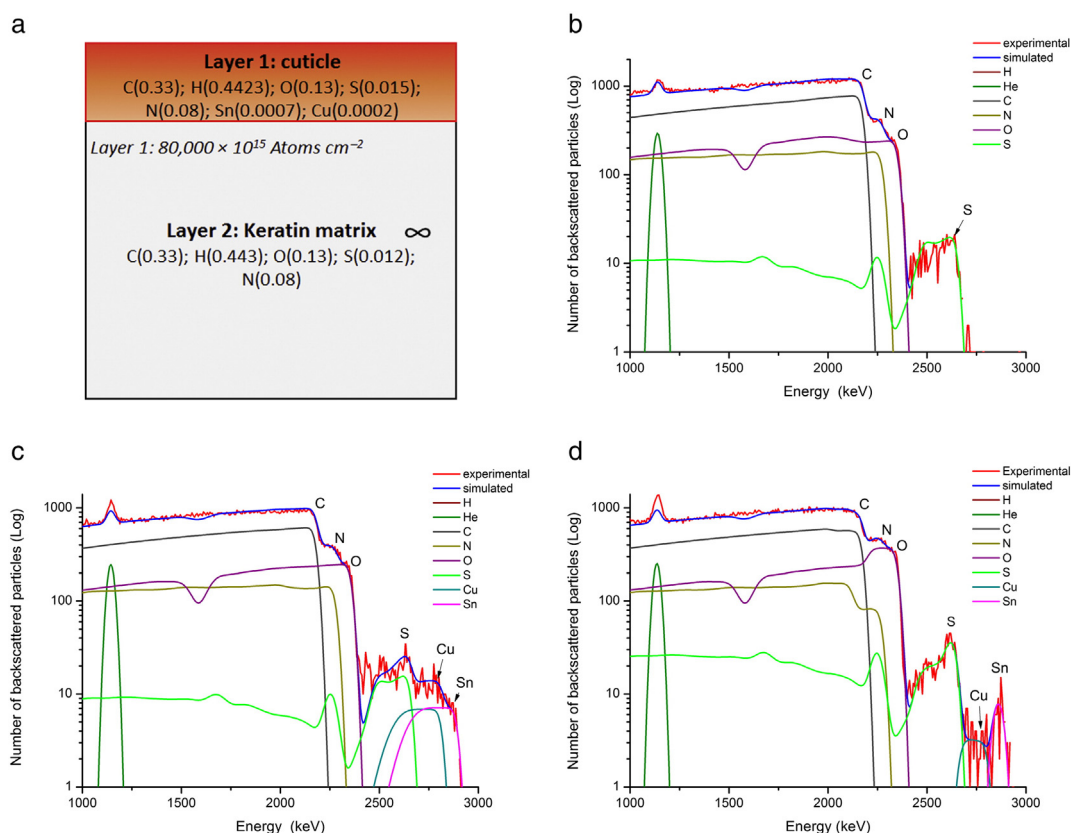 a
Layer 1: cuticle
C(0.33); H(0.4423); O(0.13); S(0.015);
N(0.08); Sn(0.0007); Cu(0.0002)
Layer 1: 80,000 × 10¹⁵ Atoms cm⁻²
Layer 2: Keratin matrix ∞
C(0.33); H(0.443); O(0.13); S(0.012);
N(0.08)
b
Number of backscattered particles (Log)
1000
100
10
1
1000 1500 2000 2500 3000
Energy (keV)
experimental
simulated
H
He
C
N
O
S
C
N
O
S
c
Number of backscattered particles (Log)
1000
100
10
1
1000 1500 2000 2500 3000
Energy (keV)
experimental
simulated
H
He
C
N
O
S
Cu
Sn
C
N
O
S
Cu
Sn
d
Number of backscattered particles (Log)
1000
100
10
1
1000 1500 2000 2500 3000
Energy (keV)
Experimental
simulated
H
He
C
N
O
S
Cu
Sn
C
N
O
S
Cu
Sn